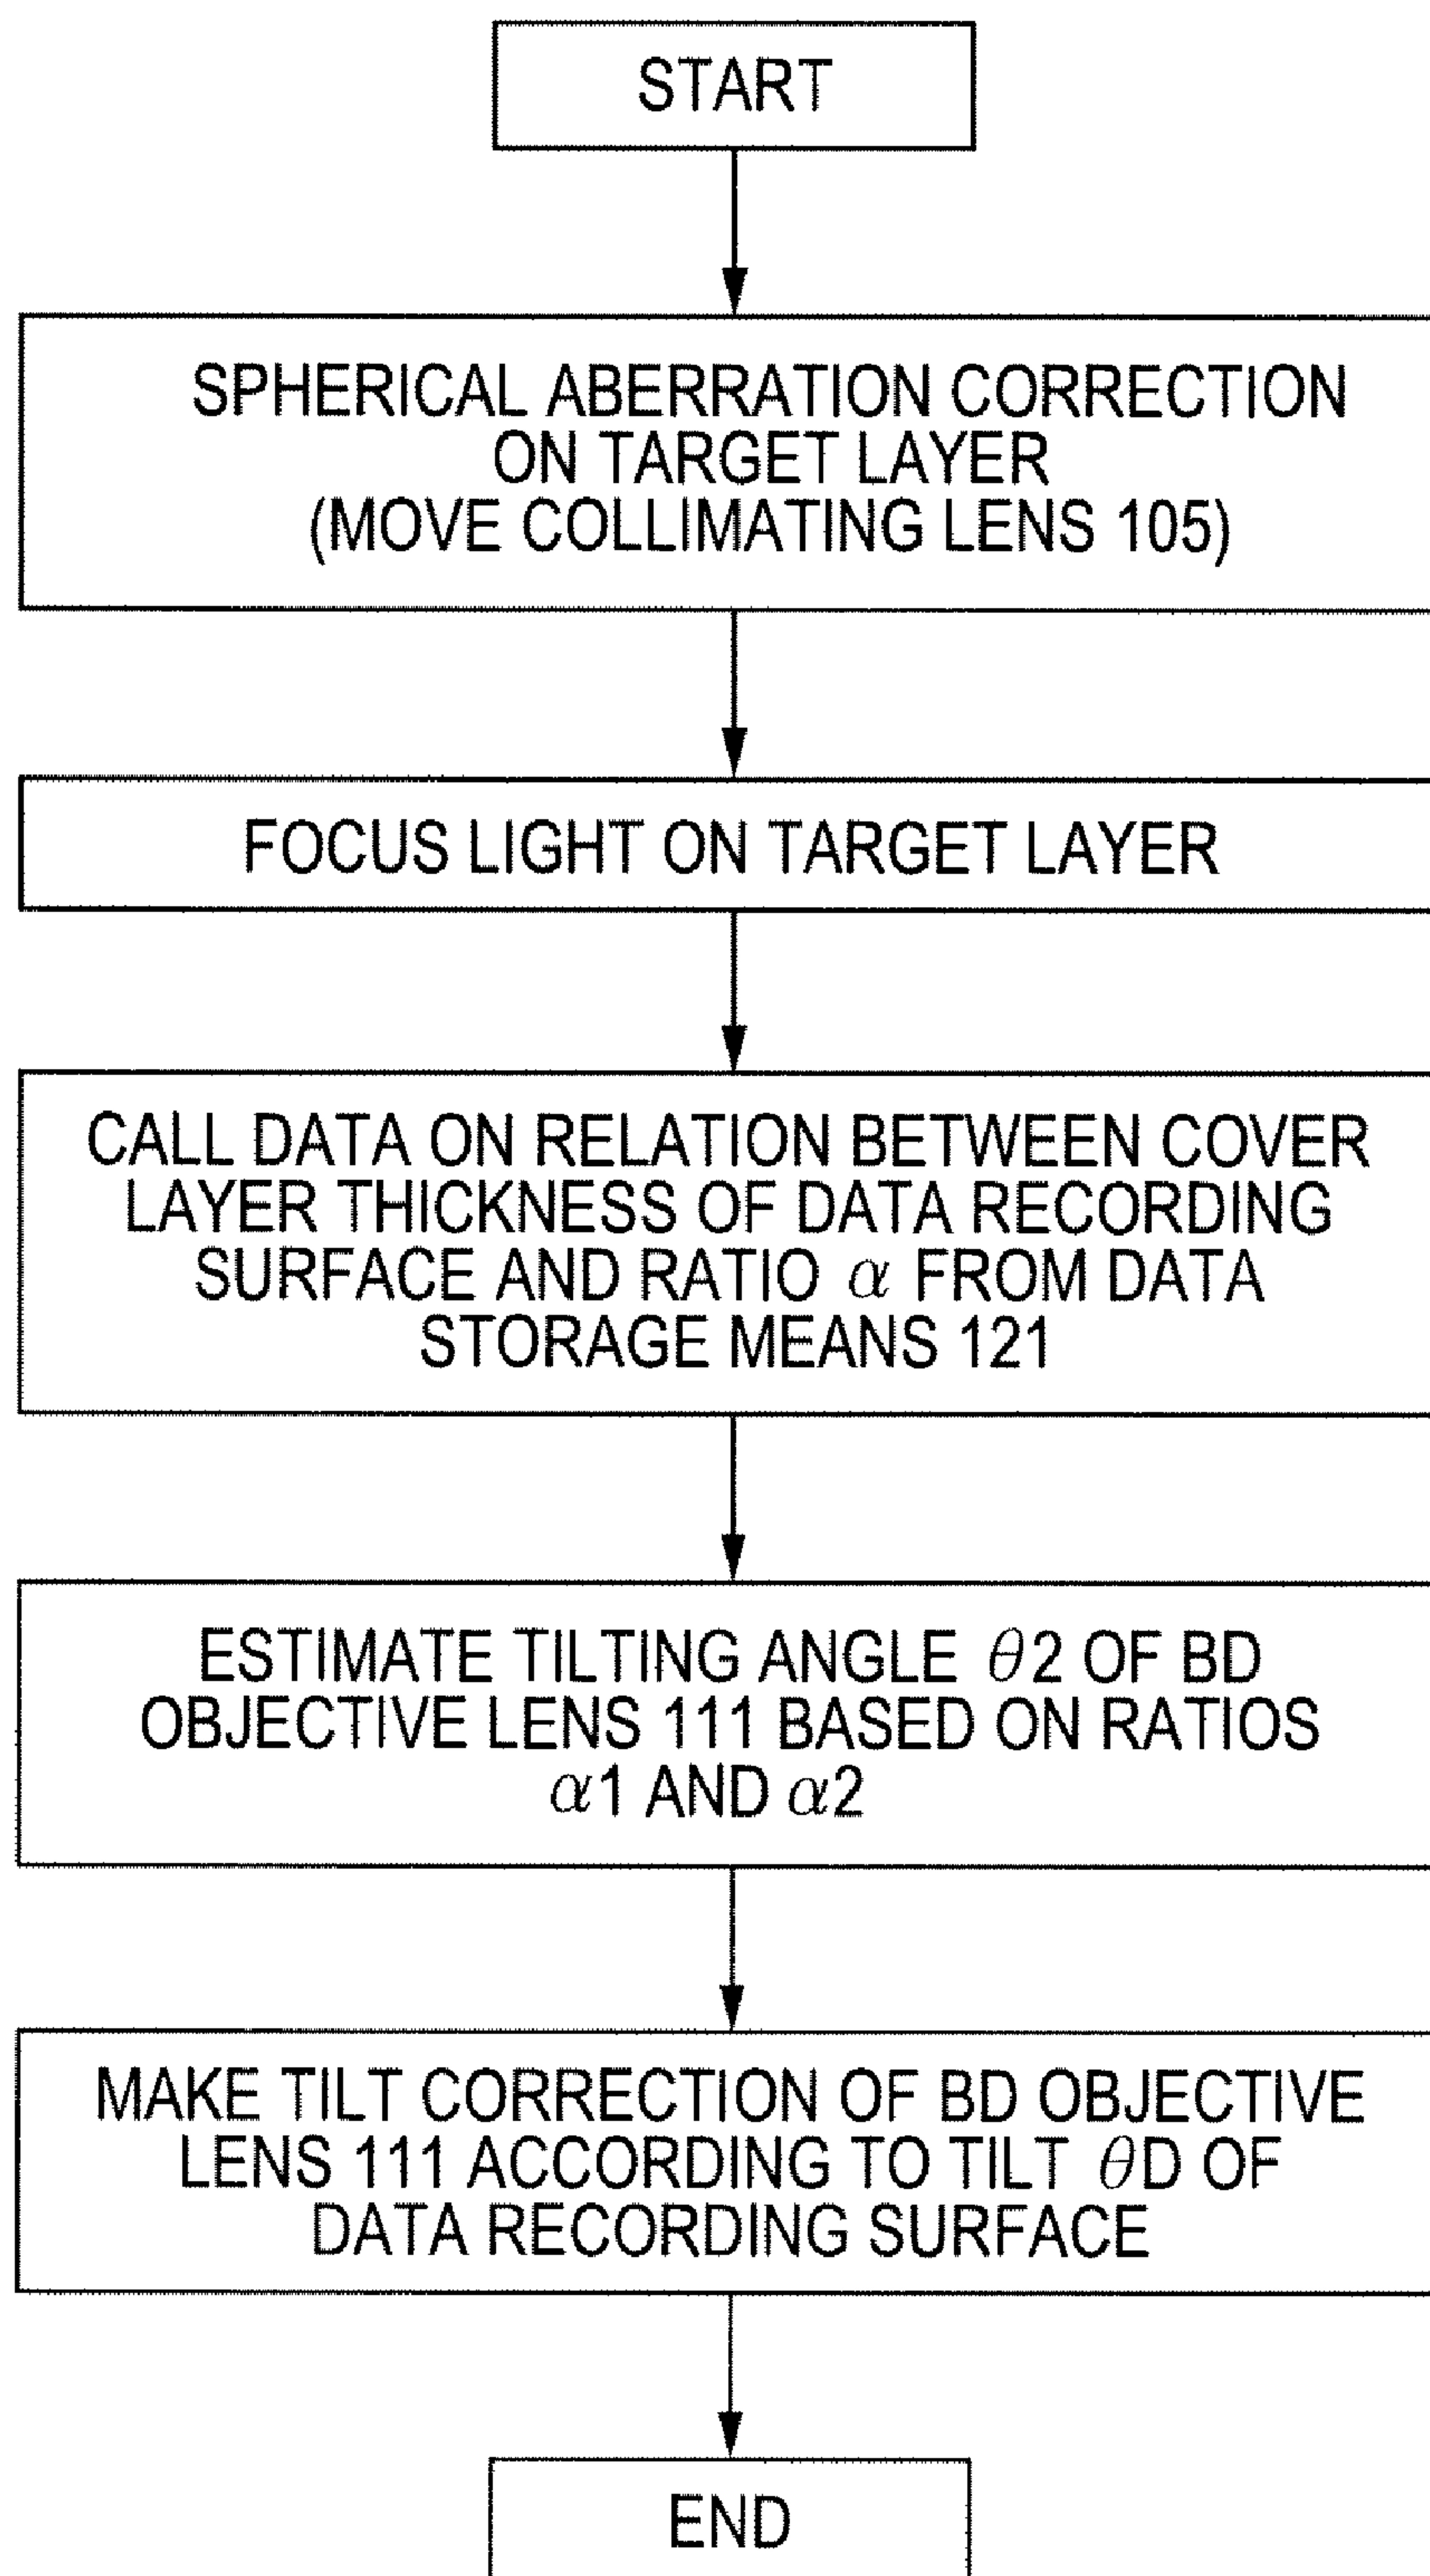 START
SPHERICAL ABERRATION CORRECTION
ON TARGET LAYER
(MOVE COLLIMATING LENS 105)
FOCUS LIGHT ON TARGET LAYER
CALL DATA ON RELATION BETWEEN COVER
LAYER THICKNESS OF DATA RECORDING
SURFACE AND RATIO α FROM DATA
STORAGE MEANS 121
ESTIMATE TILTING ANGLE θ2 OF BD
OBJECTIVE LENS 111 BASED ON RATIOS
α1 AND α2
MAKE TILT CORRECTION OF BD OBJECTIVE
LENS 111 ACCORDING TO TILT θD OF
DATA RECORDING SURFACE
END